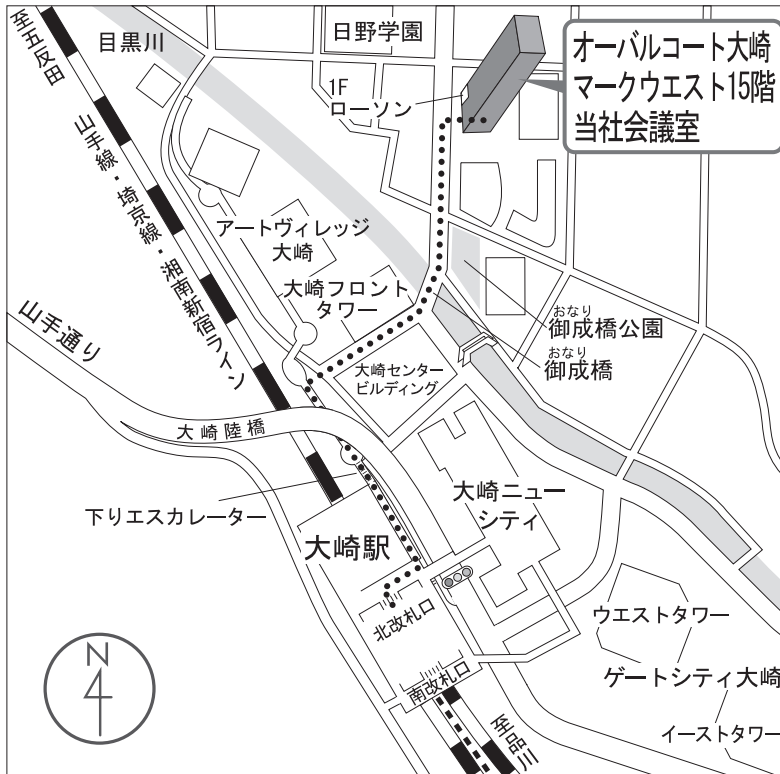 至五反田
目黒川
日野学園
オーバルコート大崎
マークウエスト15階
当社会議室
1F
ローソン
山手線・埼京線・湘南新宿ライン
アートヴィレッジ
大崎
大崎フロント
タワー
山手通り
おなり
御成橋公園
おなり
御成橋
大崎センター
ビルディング
大崎陸橋
下りエスカレーター
大崎ニュー
シティ
大崎駅
北改札口
ウエストタワー
ゲートシティ大崎
南改札口
イーストタワー
至品川
N